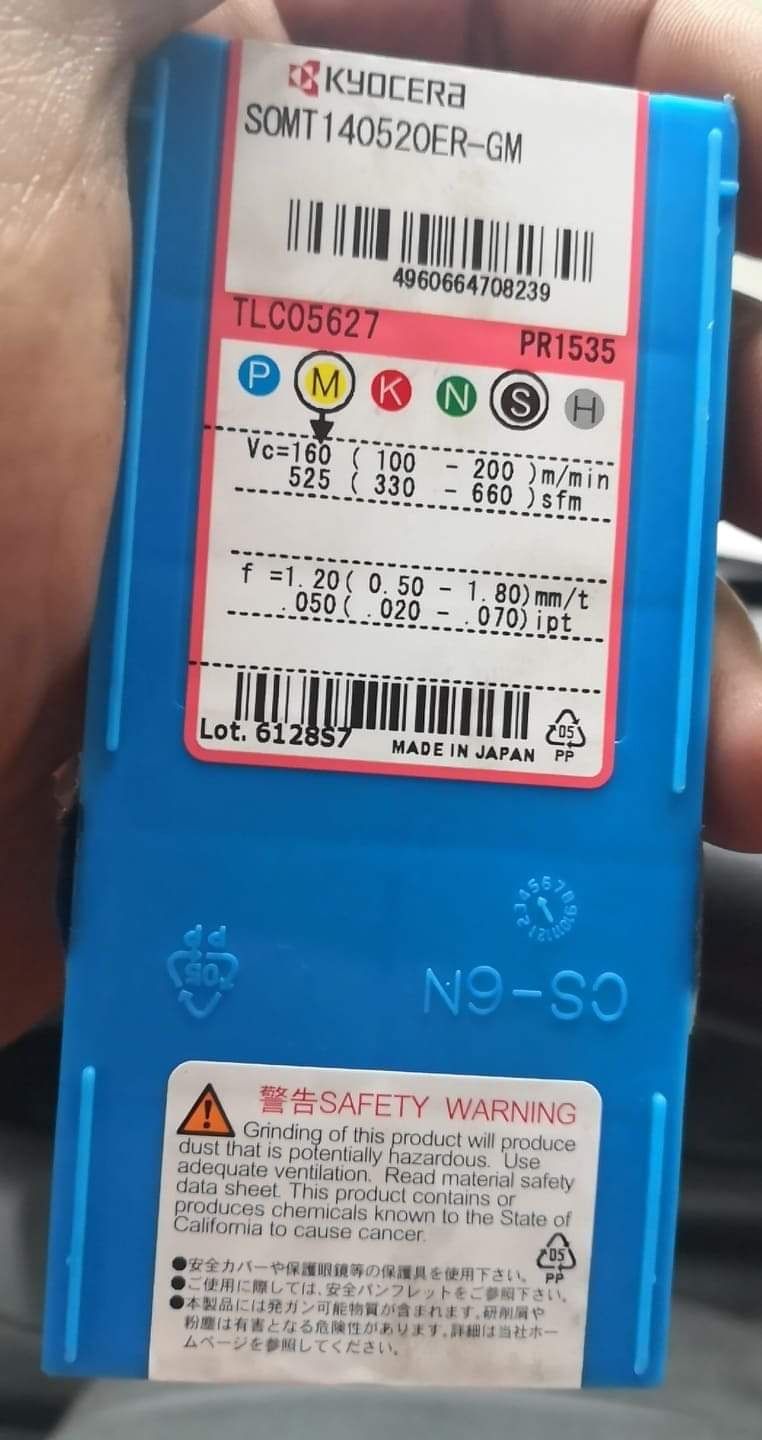 KYOCERA
SOMT140520ER-GM
4960664708239
TLC05627
PR1535
P M K N S H
Vc=160 ( 100 - 200 )m/min
525 ( 330 - 660 )sfm
f =1.20( 0.50 - 1.80)mm/t
.050( .020 - .070)ipt
Lot. 6128S7
MADE IN JAPAN
05
PP
PP
CS-6N
警告SAFETY WARNING
Grinding of this product will produce
dust that is potentially hazardous. Use
adequate ventilation. Read material safety
data sheet. This product contains or
produces chemicals known to the State of
California to cause cancer.
05
PP
●安全カバーや保護眼鏡等の保護具を使用下さい。
●ご使用に際しては、安全パンフレットをご参照下さい。
●本製品には発ガン可能物質が含まれます。研削屑や
粉塵は有害となる危険性があります。詳細は当社ホー
ムページを参照してください。